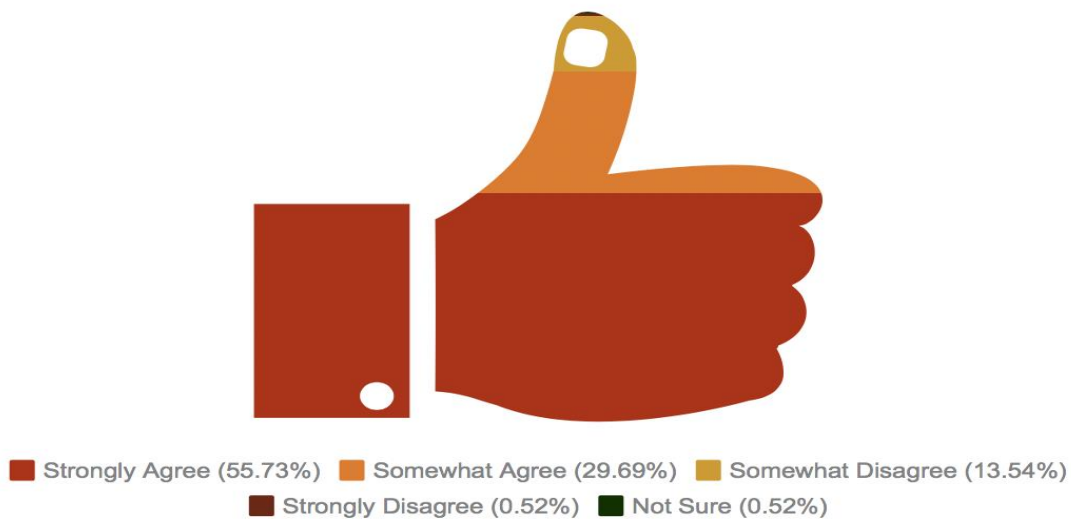 Strongly Agree (55.73%) Somewhat Agree (29.69%) Somewhat Disagree (13.54%)
Strongly Disagree (0.52%) Not Sure (0.52%)